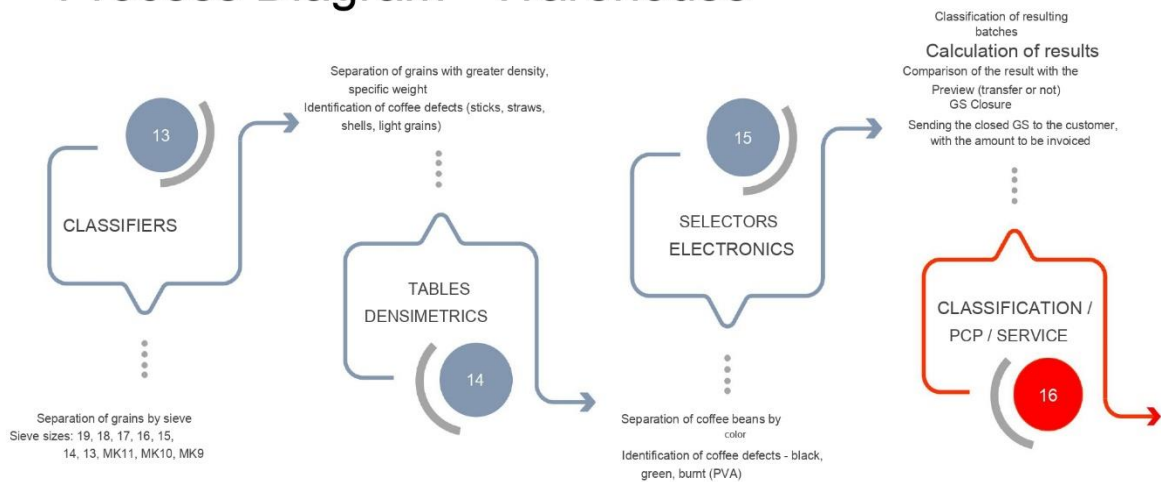 Process Diagram - Warehouse
13
CLASSIFIERS
Separation of grains by sieve
Sieve sizes: 19, 18, 17, 16, 15,
14, 13, MK11, MK10, MK9
Separation of grains with greater density,
specific weight
Identification of coffee defects (sticks, straws,
shells, light grains)
TABLES
DENSIMETRICS
14
15
SELECTORS
ELECTRONICS
Separation of coffee beans by
color
Identification of coffee defects - black,
green, burnt (PVA)
Classification of resulting
batches
Calculation of results
Comparison of the result with the
Preview (transfer or not)
GS Closure
Sending the closed GS to the customer,
with the amount to be invoiced
CLASSIFICATION /
PCP / SERVICE
16